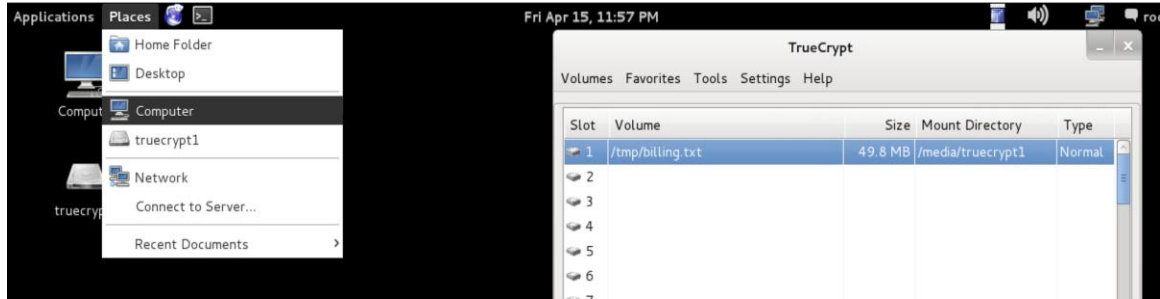 Applications Places Fri Apr 15, 11:57 PM
Home Folder
Desktop
Computer
truecrypt1
Network
Connect to Server...
Recent Documents
TrueCrypt
Volumes Favorites Tools Settings Help
Slot Volume Size Mount Directory Type
1 /tmp/billing.txt 49.8 MB /media/truecrypt1 Normal
2
3
4
5
6